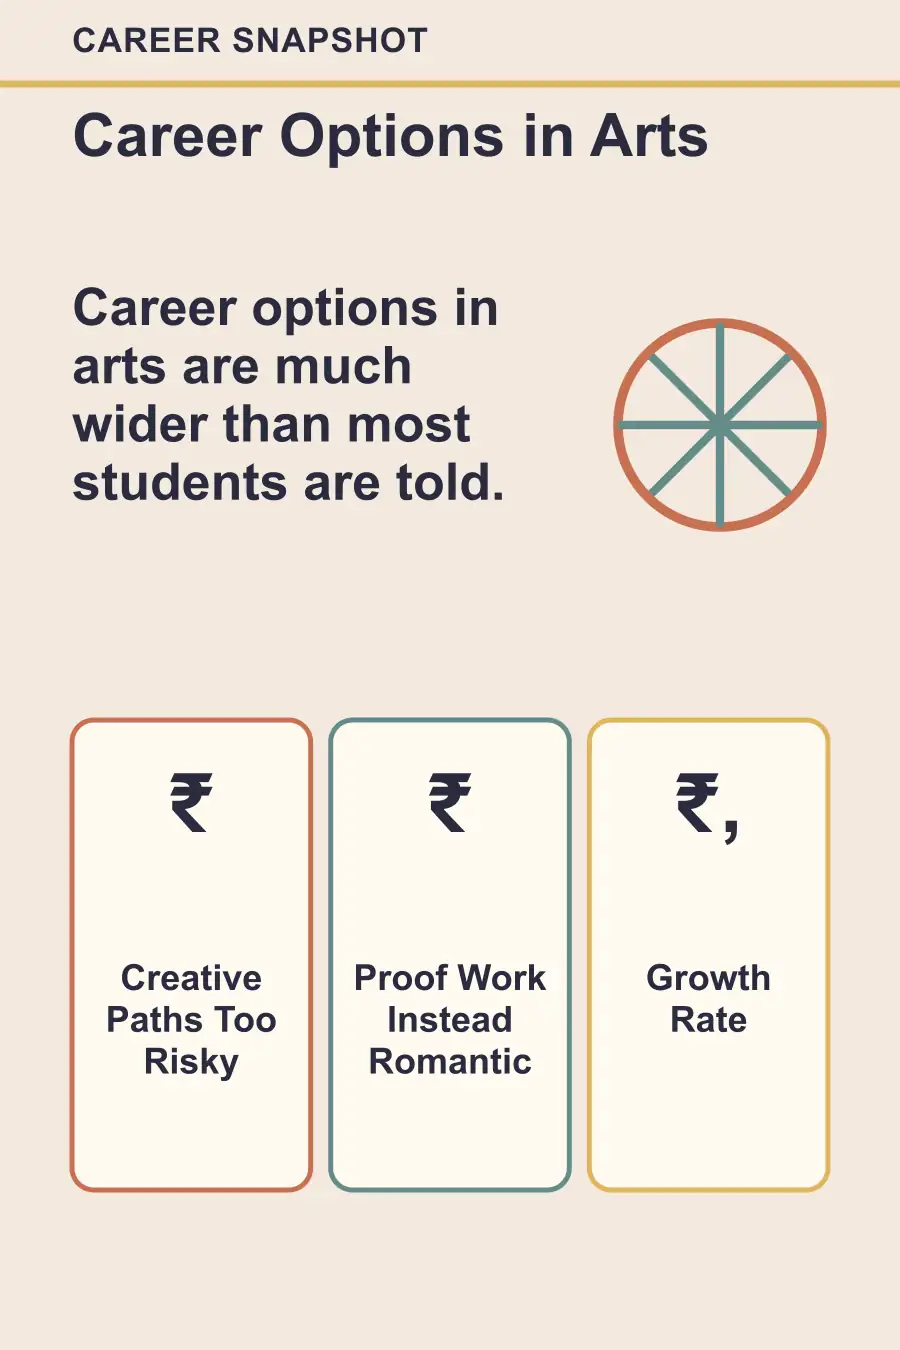 CAREER SNAPSHOT
Career Options in Arts
Career options in
arts are much
wider than most
students are told.
₹
Creative
Paths Too
Risky
₹
Proof Work
Instead
Romantic
₹,
Growth
Rate